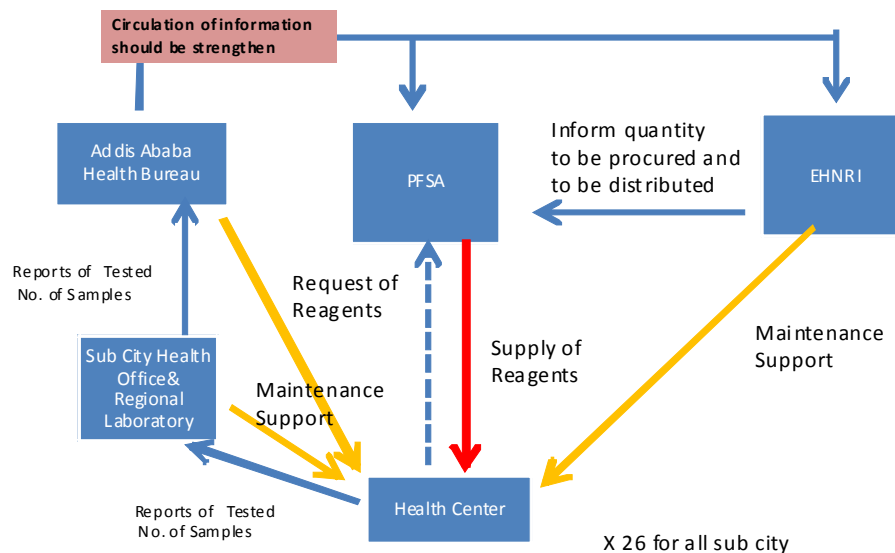 Circulation of information
should be strengthen
Addis Ababa
Health Bureau
PFSA
Inform quantity
to be procured and
to be distributed
EHNRI
Reports of Tested
No. of Samples
Request of
Reagents
Sub City Health
Office&
Regional
Laboratory
Maintenance
Support
Supply of
Reagents
Maintenance
Support
Health Center
Reports of Tested
No. of Samples
X 26 for all sub city